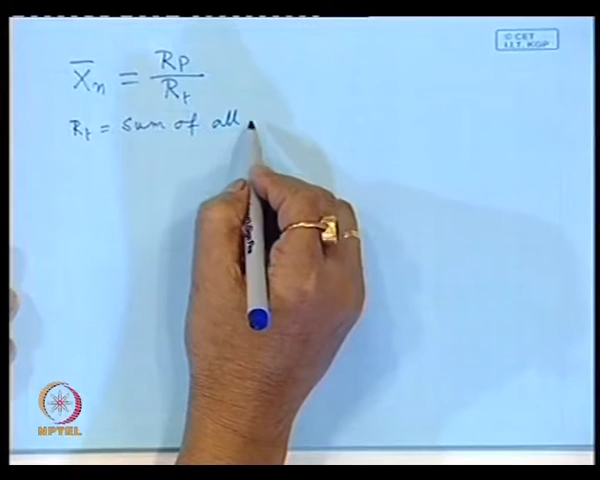 © CET
I.I.T. KGP
X̄n = Rp / Rt
Rt = sum of all
NPTEL